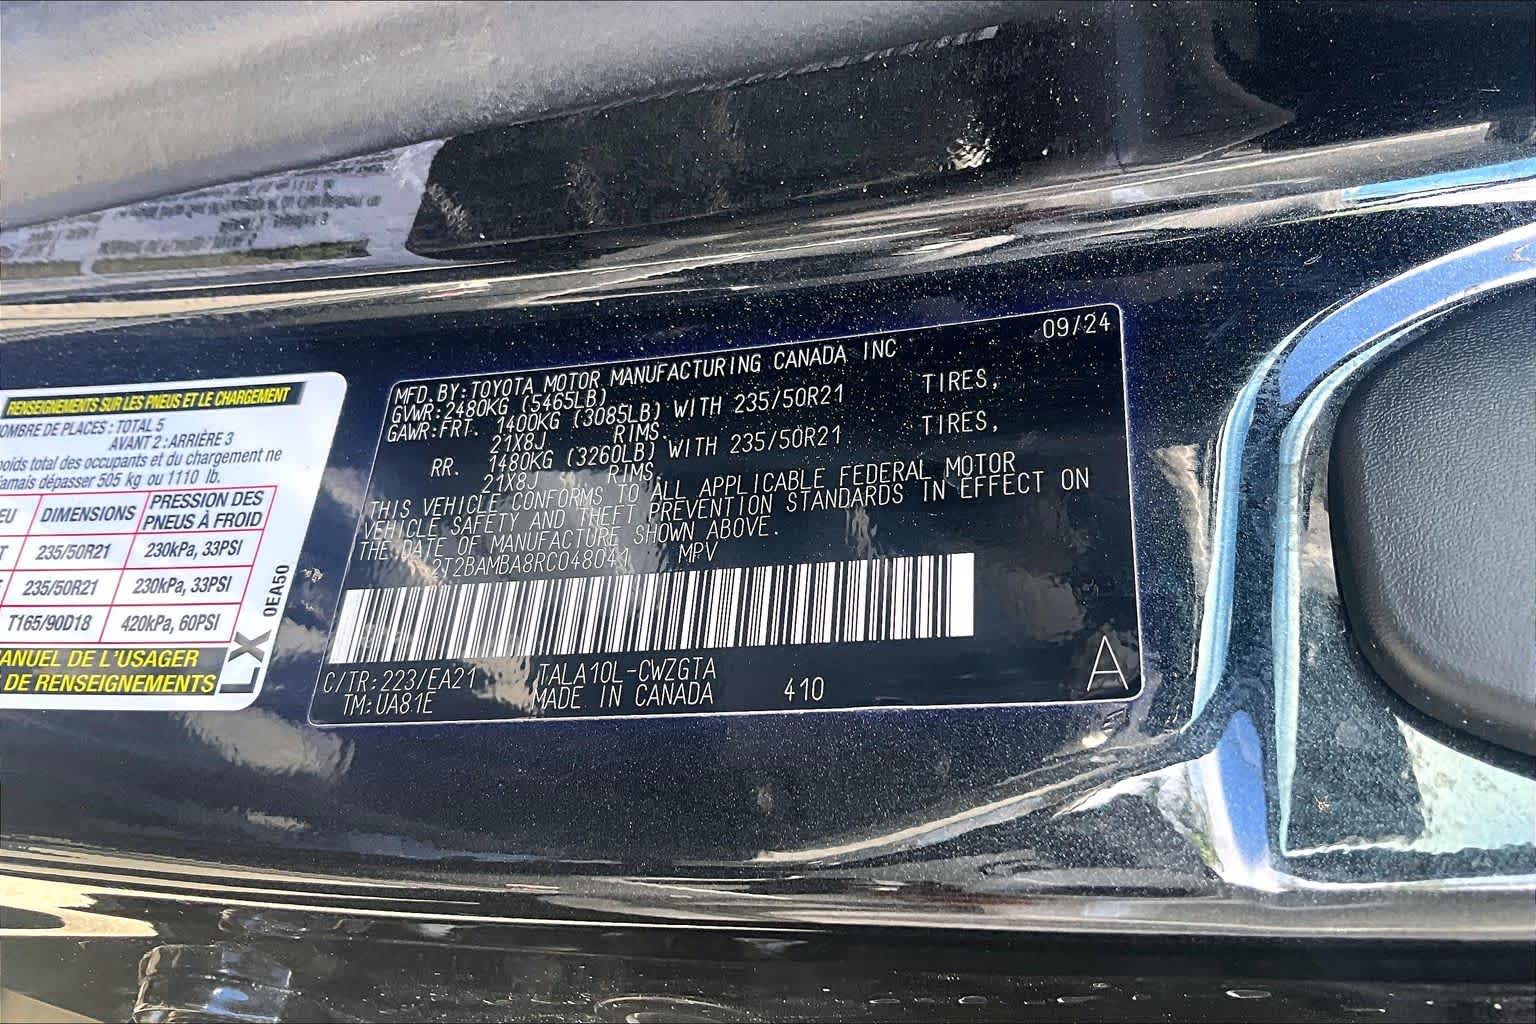 RENSEIGNEMENTS SUR LES PNEUS ET LE CHARGEMENT
NOMBRE DE PLACES : TOTAL 5
AVANT 2 : ARRIÈRE 3
poids total des occupants et du chargement ne
jamais dépasser 505 kg ou 1110 lb.
DIMENSIONS PRESSION DES
PNEUS À FROID
235/50R21 230kPa, 33PSI
235/50R21 230kPa, 33PSI
T165/90D18 420kPa, 60PSI
MANUEL DE L'USAGER
DE RENSEIGNEMENTS
LX 0EA50
09/24
MFD. BY: TOYOTA MOTOR MANUFACTURING CANADA INC
GVWR: 2480KG (5465LB)
GAWR: FRT. 1400KG (3085LB) WITH 235/50R21 TIRES,
21X8J RIMS.
RR. 1480KG (3260LB) WITH 235/50R21 TIRES,
21X8J RIMS.
THIS VEHICLE CONFORMS TO ALL APPLICABLE FEDERAL MOTOR
VEHICLE SAFETY AND THEFT PREVENTION STANDARDS IN EFFECT ON
THE DATE OF MANUFACTURE SHOWN ABOVE.
2T2BAMBA8RC048041 MPV
C/TR: 223/EA21 TALA10L-CWZGTA
TM: UA81E MADE IN CANADA 410
A